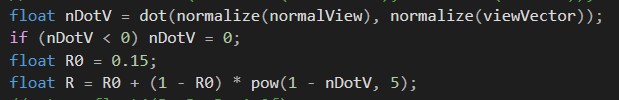 float nDotV = dot(normalize(normalView), normalize(viewVector));
if (nDotV < 0) nDotV = 0;
float R0 = 0.15;
float R = R0 + (1 - R0) * pow(1 - nDotV, 5);